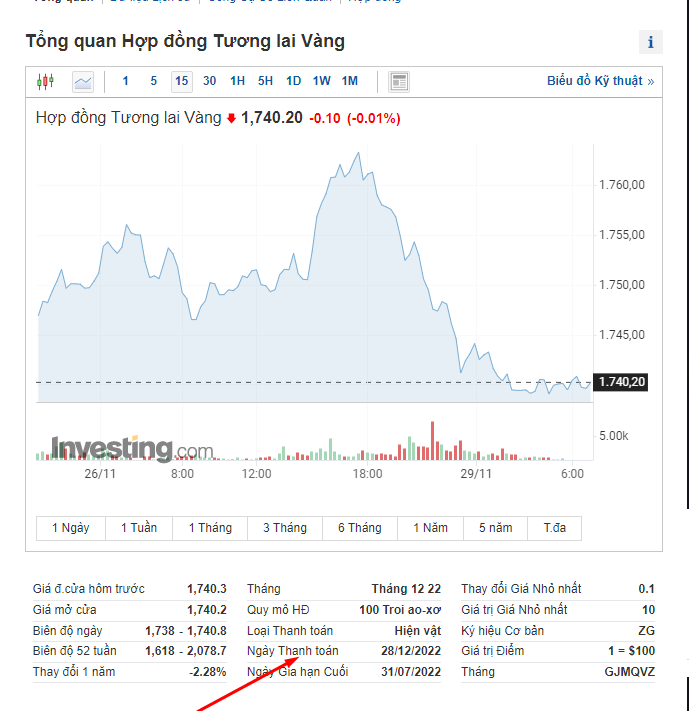 Tổng quan Hợp đồng Tương lai Vàng
i
1 5 15 30 1H 5H 1D 1W 1M Biểu đồ Kỹ thuật »
Hợp đồng Tương lai Vàng 1,740.20 -0.10 (-0.01%)
1.760,00
1.755,00
1.750,00
1.745,00
1.740,20
5.00k
Investing.com
26/11 8:00 12:00 18:00 29/11 6:00
1 Ngày 1 Tuần 1 Tháng 3 Tháng 6 Tháng 1 Năm 5 năm T.đa
Giá đ.cửa hôm trước 1,740.3 Tháng Tháng 12 22 Thay đổi Giá Nhỏ nhất 0.1
Giá mở cửa 1,740.2 Quy mô HĐ 100 Troi ao-xơ Giá trị Giá Nhỏ nhất 10
Biên độ ngày 1,738 - 1,740.8 Loại Thanh toán Hiện vật Ký hiệu Cơ bản ZG
Biên độ 52 tuần 1,618 - 2,078.7 Ngày Thanh toán 28/12/2022 Giá trị Điểm 1 = $100
Thay đổi 1 năm -2.28% Ngày Gia hạn Cuối 31/07/2022 Tháng GJMQVZ